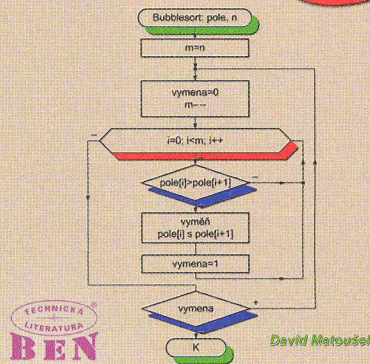 Bubblesort: pole, n
m=n
vymena=0
m--
i=0; i<m; i++
–
+
pole[i]>pole[i+1]
–
+
vyměň
pole[i] s pole[i+1]
vymena=1
vymena
+
–
K
TECHNICKÁ
LITERATURA
BEN
David Matoušek